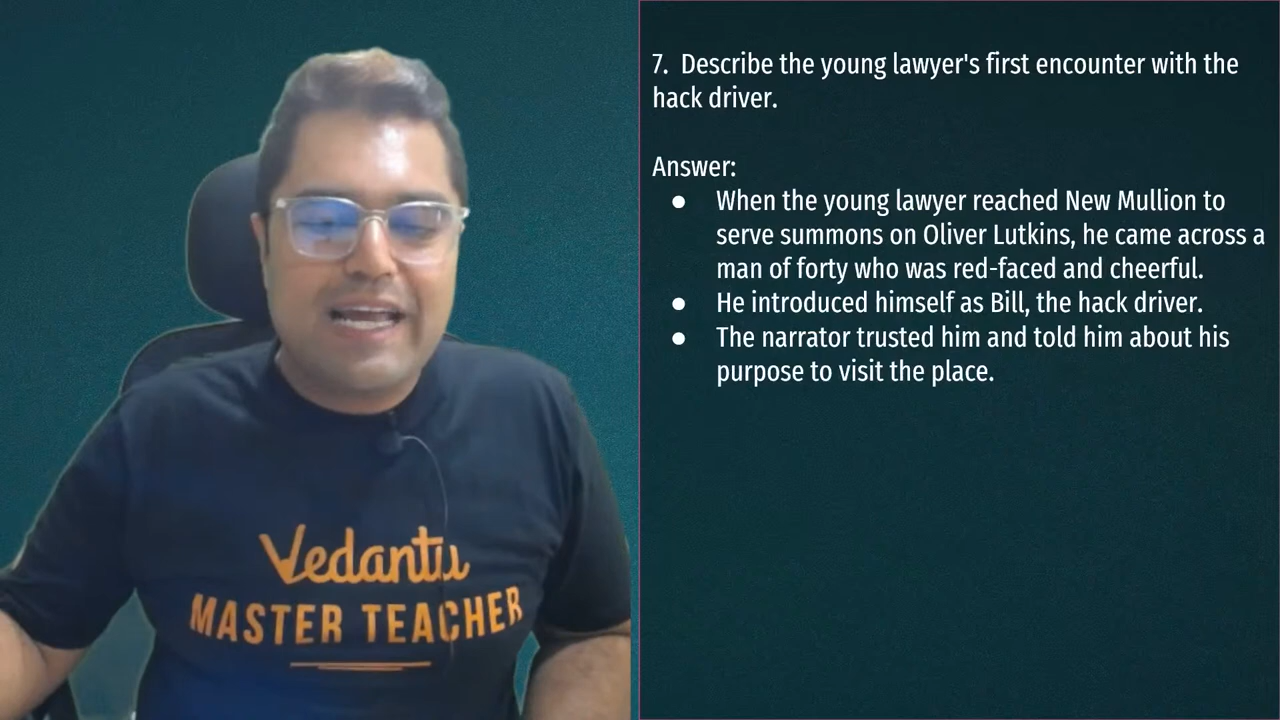 7. Describe the young lawyer's first encounter with the
hack driver.
Answer:
● When the young lawyer reached New Mullion to
serve summons on Oliver Lutkins, he came across a
man of forty who was red-faced and cheerful.
● He introduced himself as Bill, the hack driver.
● The narrator trusted him and told him about his
purpose to visit the place.
Vedantu
MASTER TEACHER